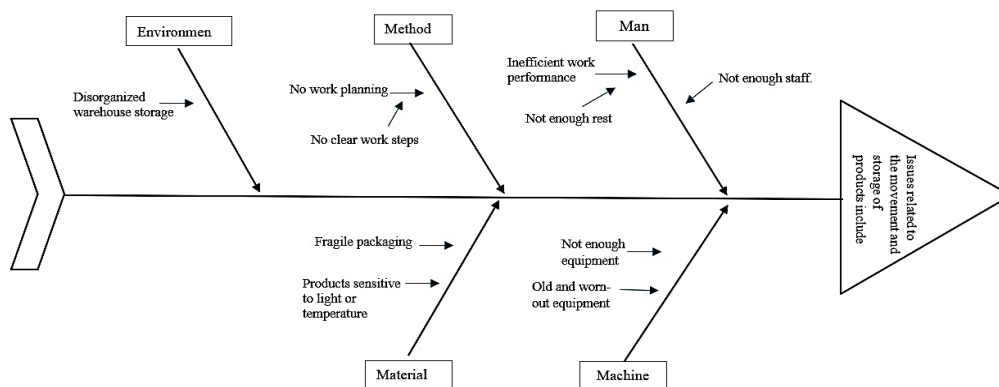 Environmen
Method
Man
Inefficient work
performance
Not enough staff.
Disorganized
warehouse storage
No work planning
Not enough rest
No clear work steps
Issues related to
the movement and
storage of
products include
Fragile packaging
Not enough
equipment
Products sensitive
to light or
temperature
Old and worn-
out equipment
Material
Machine